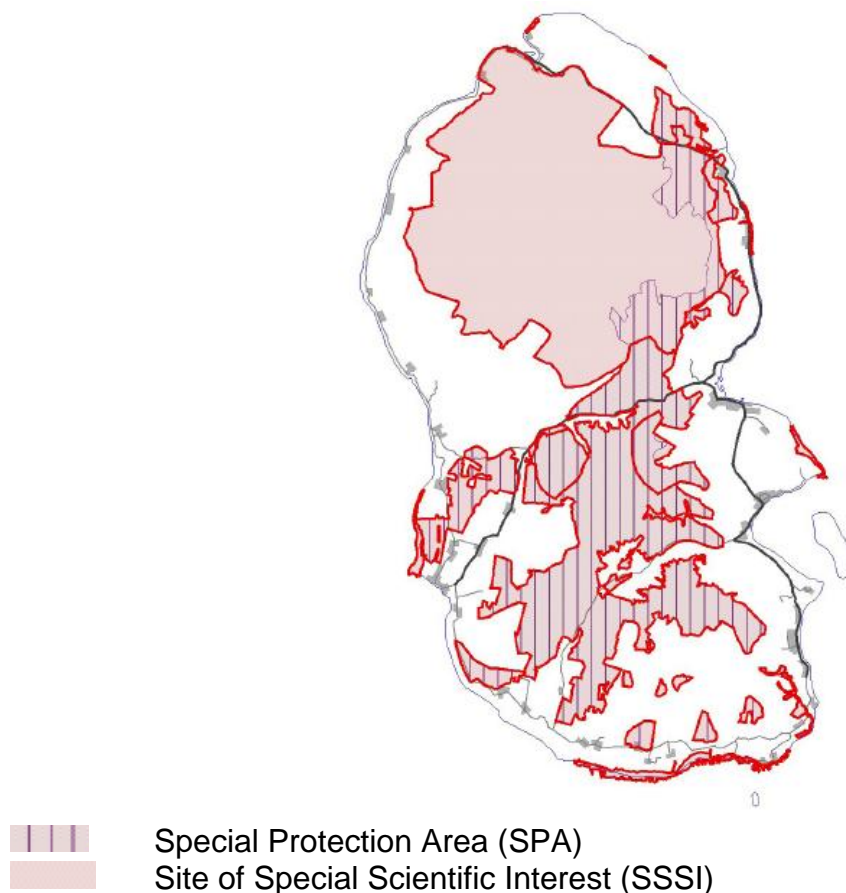 Special Protection Area (SPA)
Site of Special Scientific Interest (SSSI)